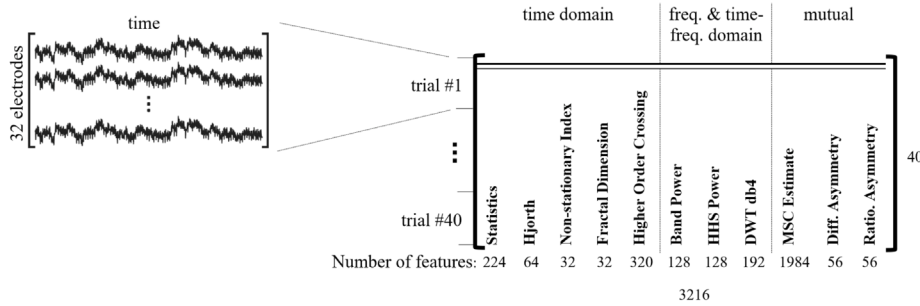 time
32 electrodes
time domain
freq. & time-
freq. domain
mutual
trial #1
trial #40
Statistics
Hjorth
Non-stationary Index
Fractal Dimension
Higher Order Crossing
Band Power
HHS Power
DWT db4
MSC Estimate
Diff. Asymmetry
Ratio. Asymmetry
40
Number of features: 224 64 32 32 320 128 128 192 1984 56 56
3216